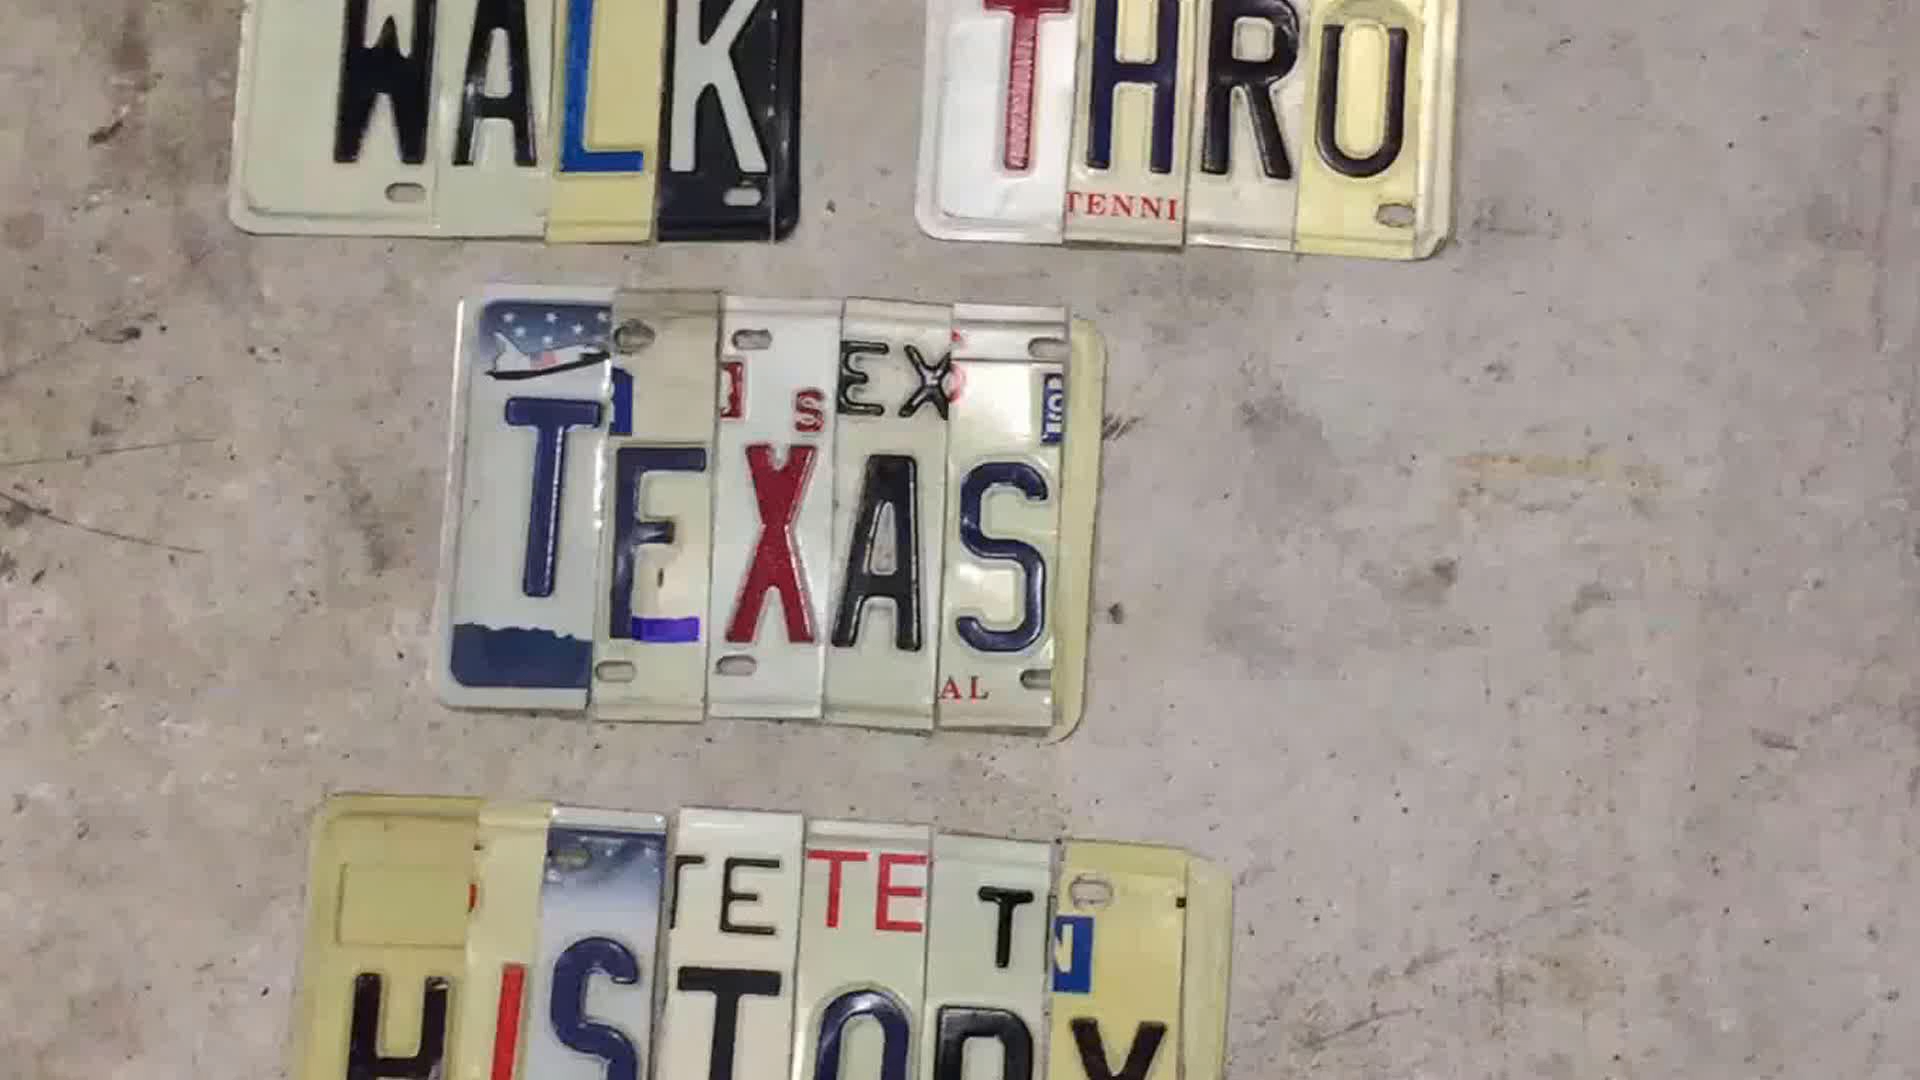 WALK THRU
TENNI
S EX
TEXAS
AL
TE TE T
HISTORY